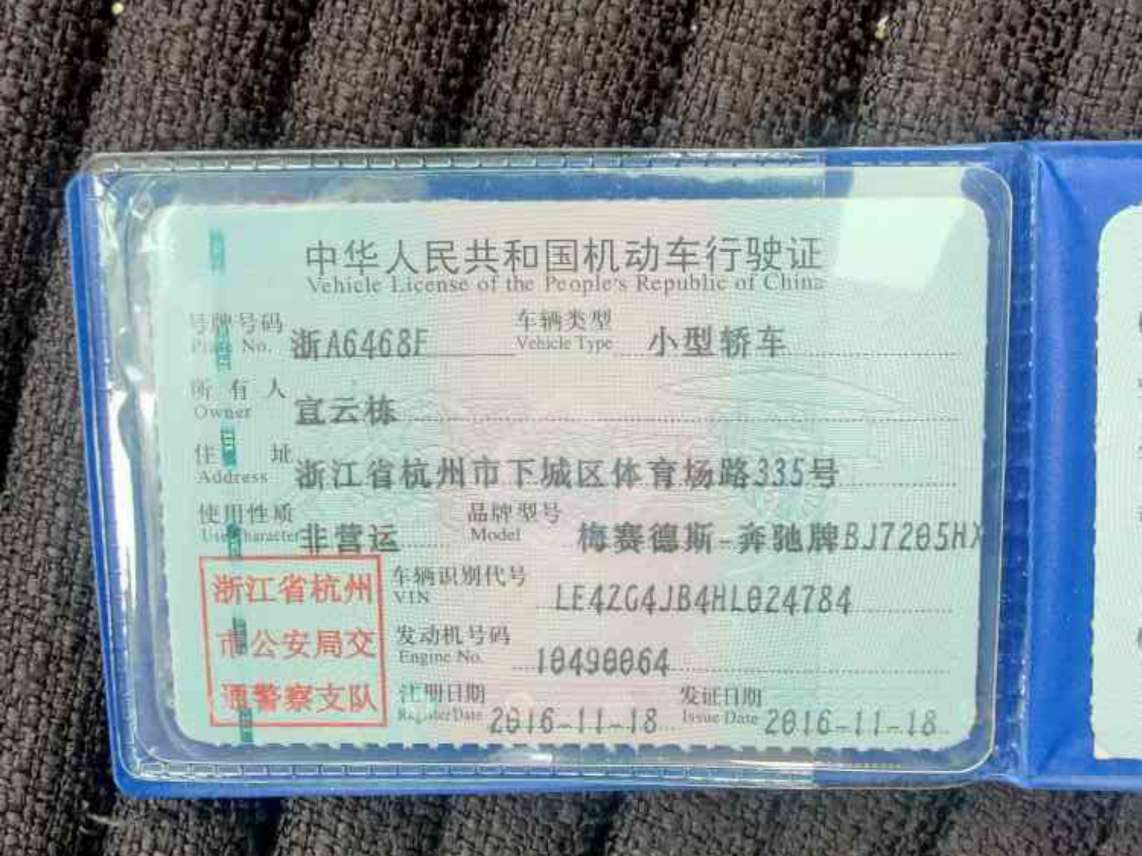 中华人民共和国机动车行驶证
Vehicle License of the People's Republic of China
号牌号码 浙A6468F 车辆类型 小型轿车
Plate No. Vehicle Type
所有人 宣云栋
Owner
住址 浙江省杭州市下城区体育场路335号
Address
使用性质 非营运 品牌型号 梅赛德斯-奔驰牌BJ7205HX
Use Character Model
浙江省杭州 车辆识别代号 LE4ZG4JB4HL024784
VIN
市公安局交 发动机号码 10490064
Engine No.
通警察支队 注册日期 2016-11-18 发证日期 2016-11-18
Register Date Issue Date